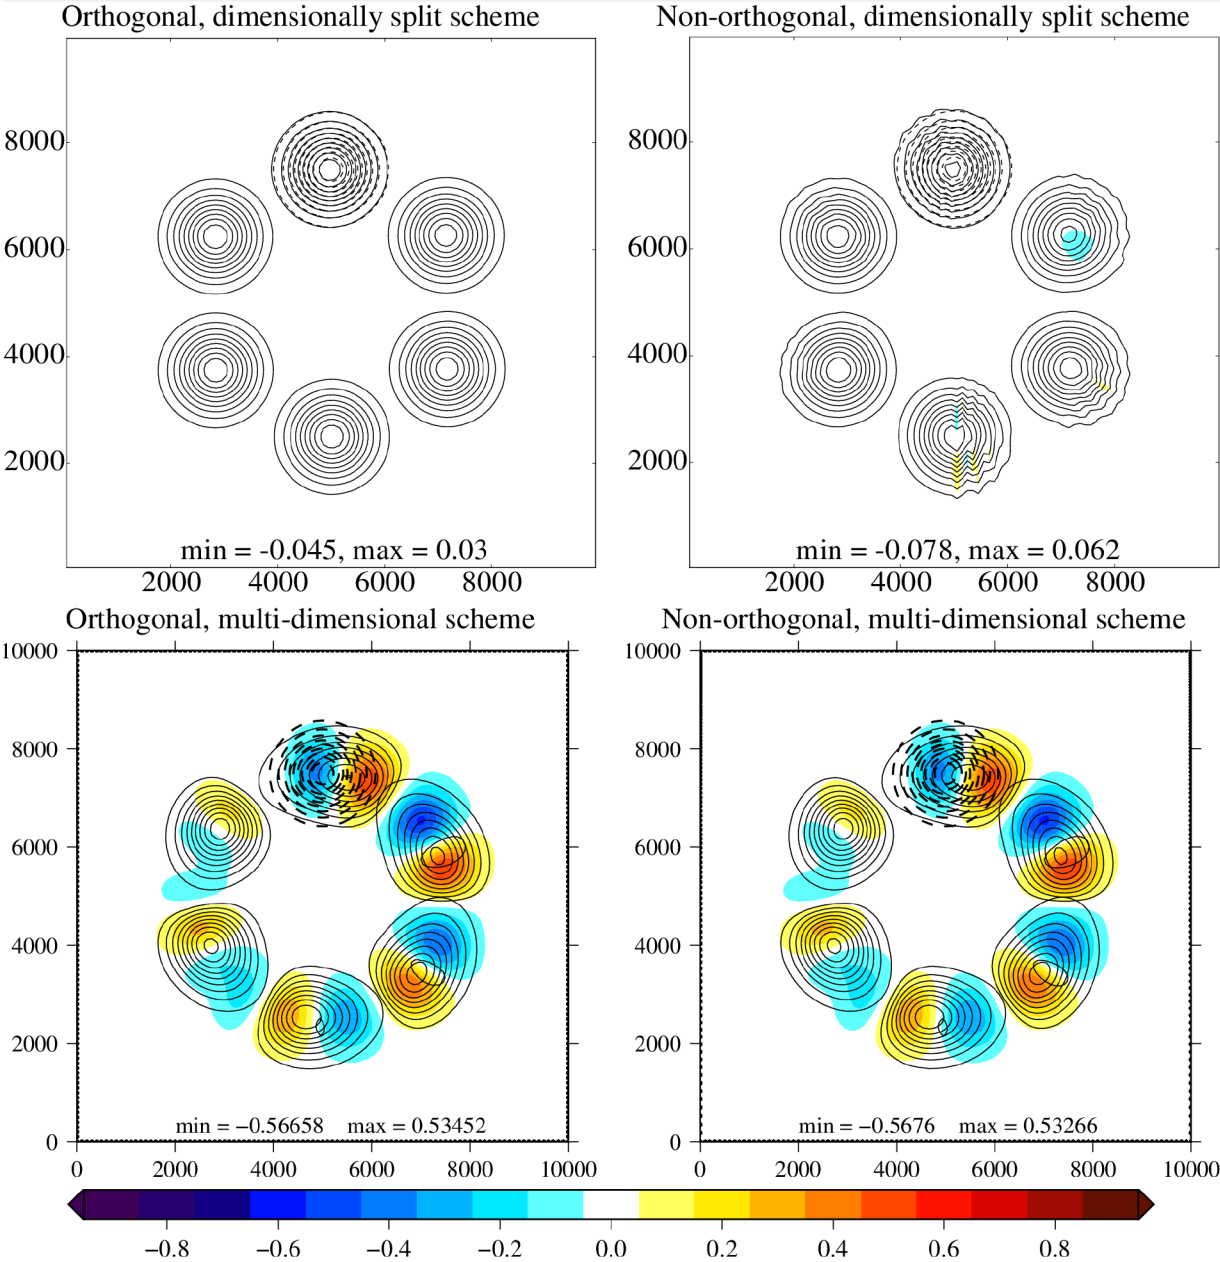 Orthogonal, dimensionally split scheme
Non-orthogonal, dimensionally split scheme
8000
6000
4000
2000
min = -0.045, max = 0.03
2000 4000 6000 8000
8000
6000
4000
2000
min = -0.078, max = 0.062
2000 4000 6000 8000
Orthogonal, multi-dimensional scheme
Non-orthogonal, multi-dimensional scheme
10000
8000
6000
4000
2000
0
min = −0.56658 max = 0.53452
0 2000 4000 6000 8000 10000
10000
8000
6000
4000
2000
0
min = −0.5676 max = 0.53266
0 2000 4000 6000 8000 10000
−0.8 −0.6 −0.4 −0.2 0.0 0.2 0.4 0.6 0.8